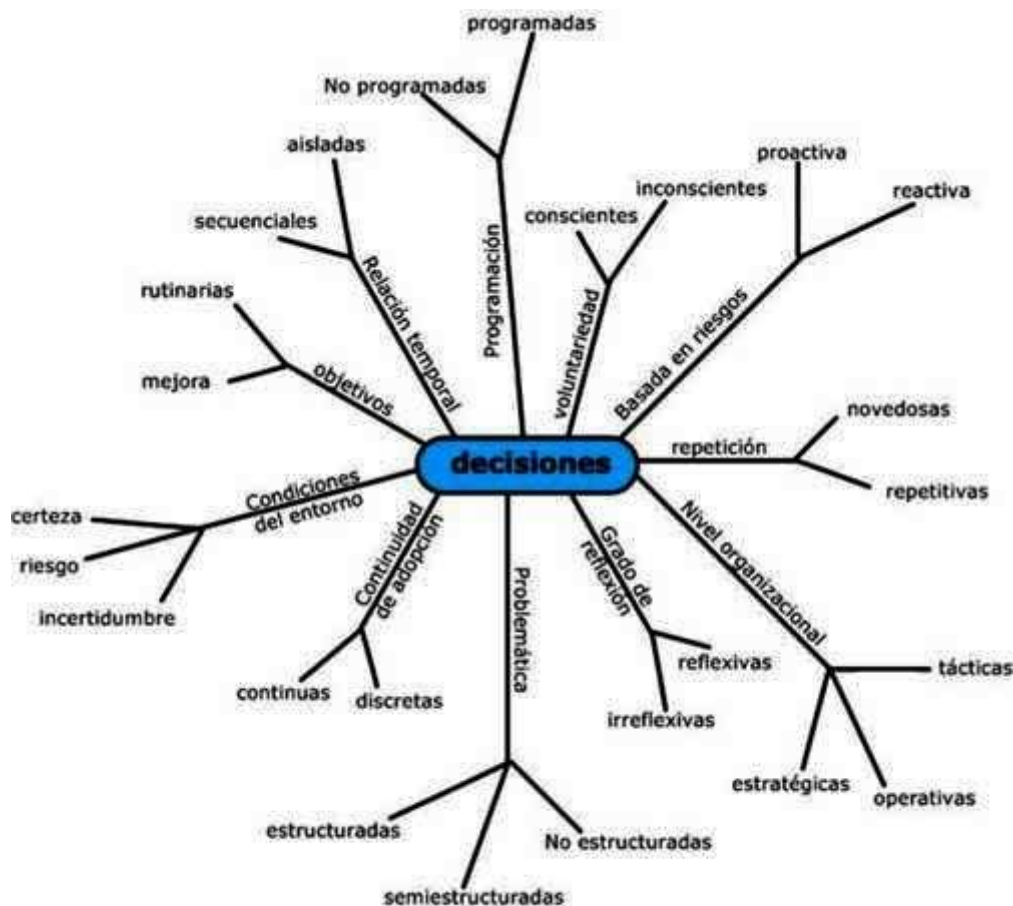 programadas
No programadas
aisladas
proactiva
inconscientes
reactiva
conscientes
secuenciales
Relación temporal
Programación
voluntariedad
Basada en riesgos
rutinarias
mejora
objetivos
novedosas
repetición
decisiones
repetitivas
Condiciones
del entorno
certeza
riesgo
incertidumbre
Continuidad
de adopción
Problemática
Grado de
reflexión
Nivel organizacional
reflexivas
tácticas
continuas
discretas
irreflexivas
estratégicas
operativas
estructuradas
No estructuradas
semiestructuradas